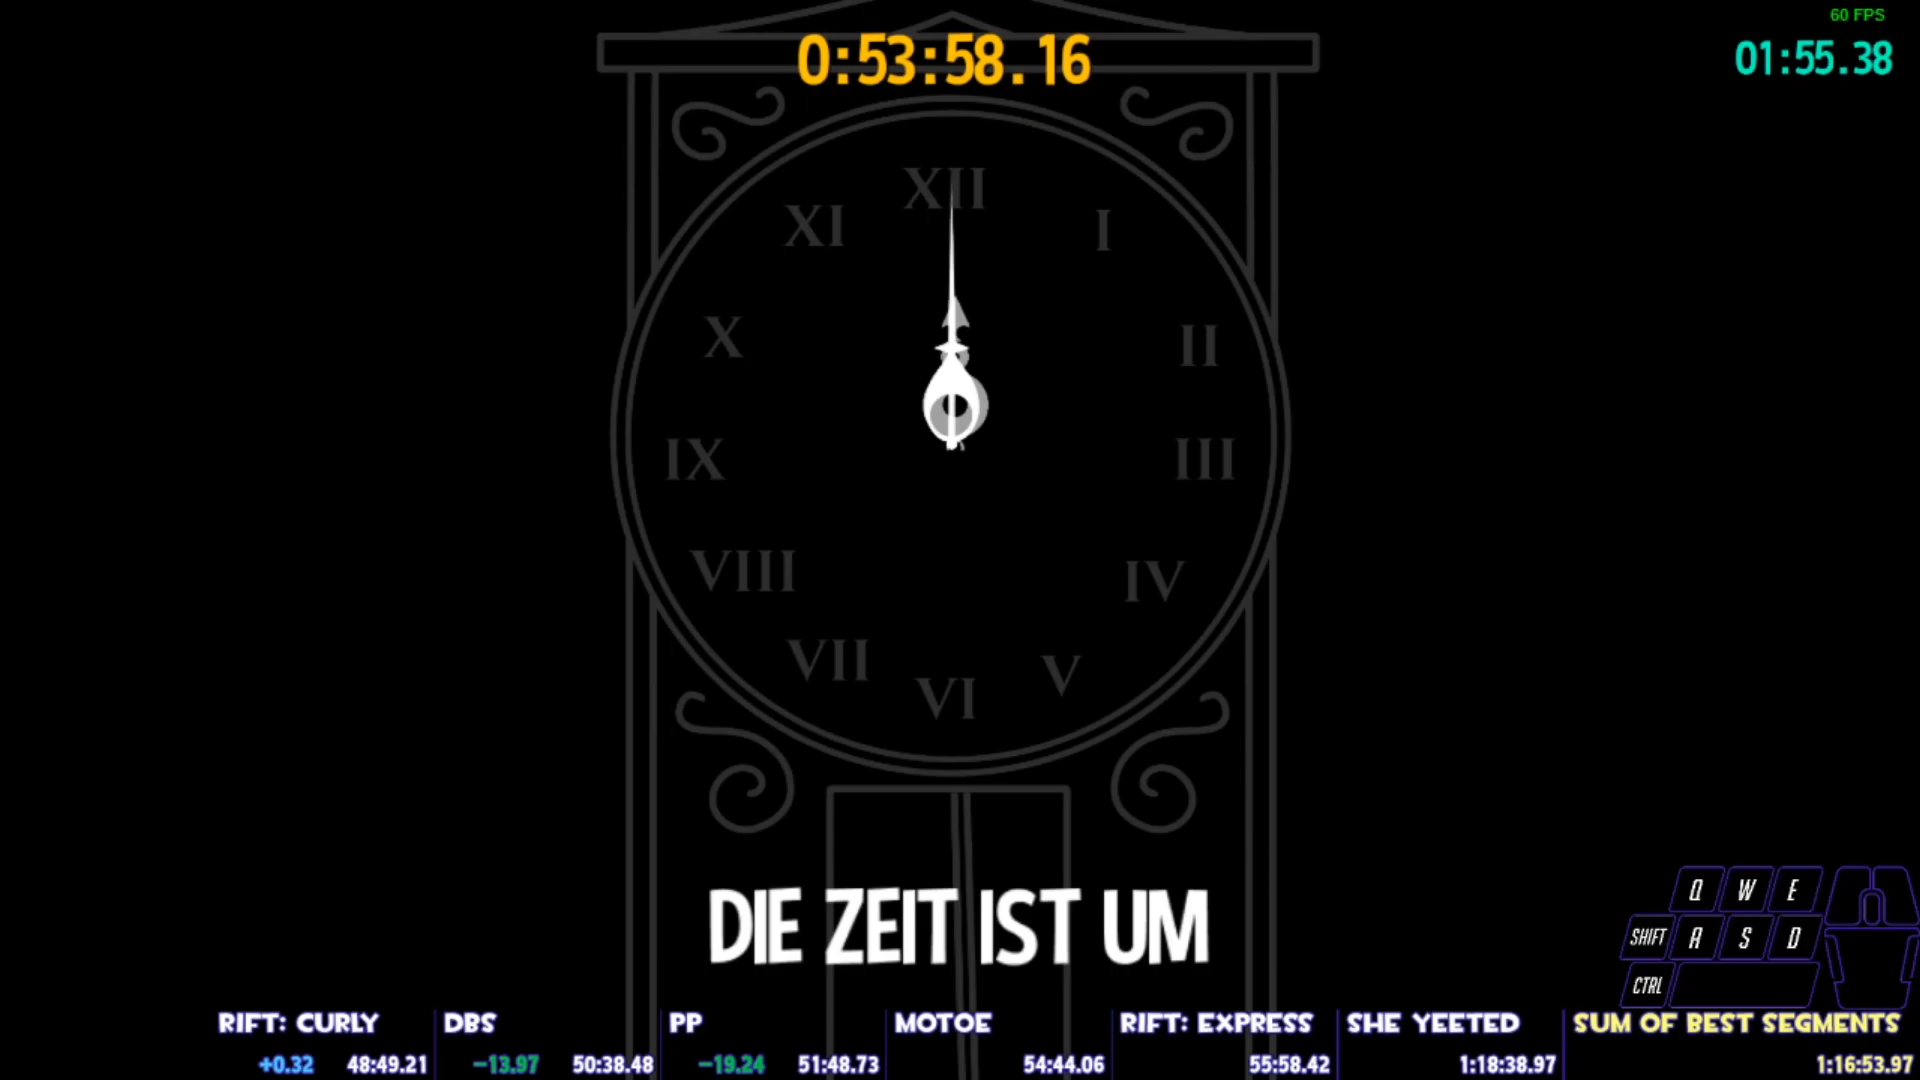 60 FPS
0:53:58.16
01:55.38
XII
XI
I
X
II
IX
III
VIII
IV
VII
V
VI
DIE ZEIT IST UM
Q W E
SHIFT A S D
CTRL
RIFT: CURLY DBS PP MOTOE RIFT: EXPRESS SHE YEETED SUM OF BEST SEGMENTS
+0.32 48:49.21 -13.97 50:38.48 -19.24 51:48.73 54:44.06 55:58.42 1:18:38.97 1:16:53.97